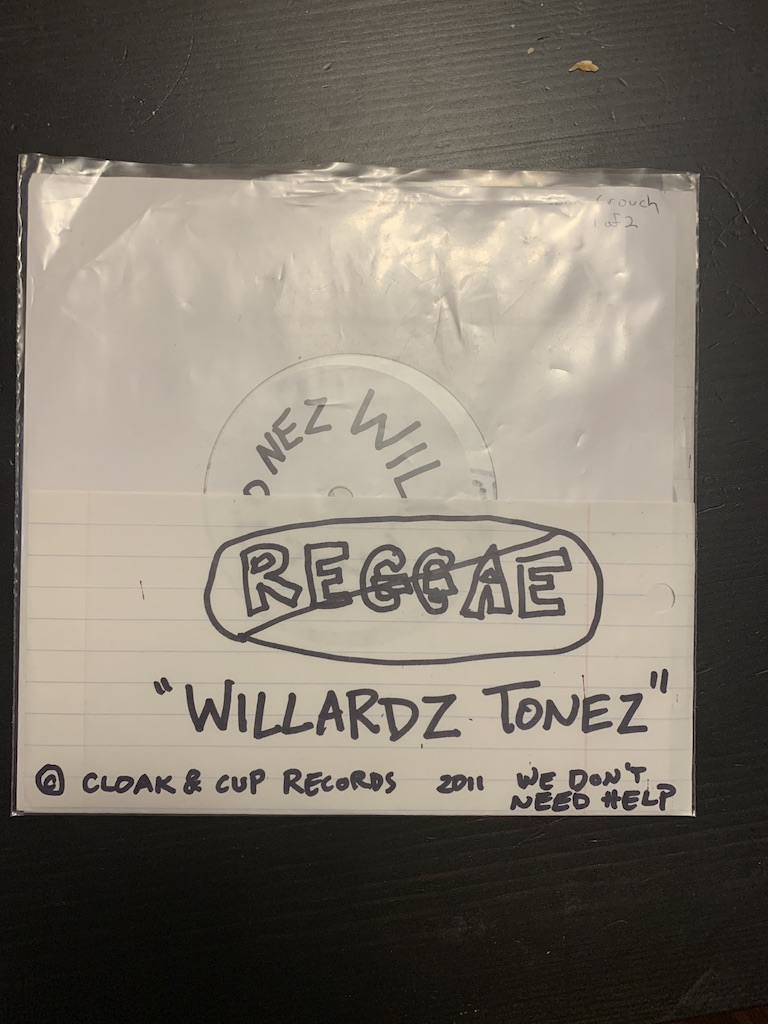 Crouch
1 of 2
NEZ WIL
REGGAE
"WILLARDZ TONEZ"
© CLOAK & CUP RECORDS 2011 WE DON'T
NEED HELP